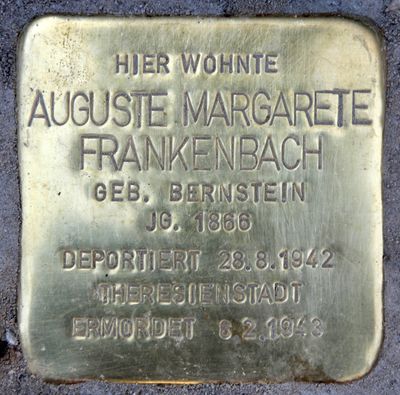 HIER WOHNTE
AUGUSTE MARGARETE
FRANKENBACH
GEB. BERNSTEIN
JG. 1866
DEPORTIERT 28.8.1942
THERESIENSTADT
ERMORDET 6.2.1943